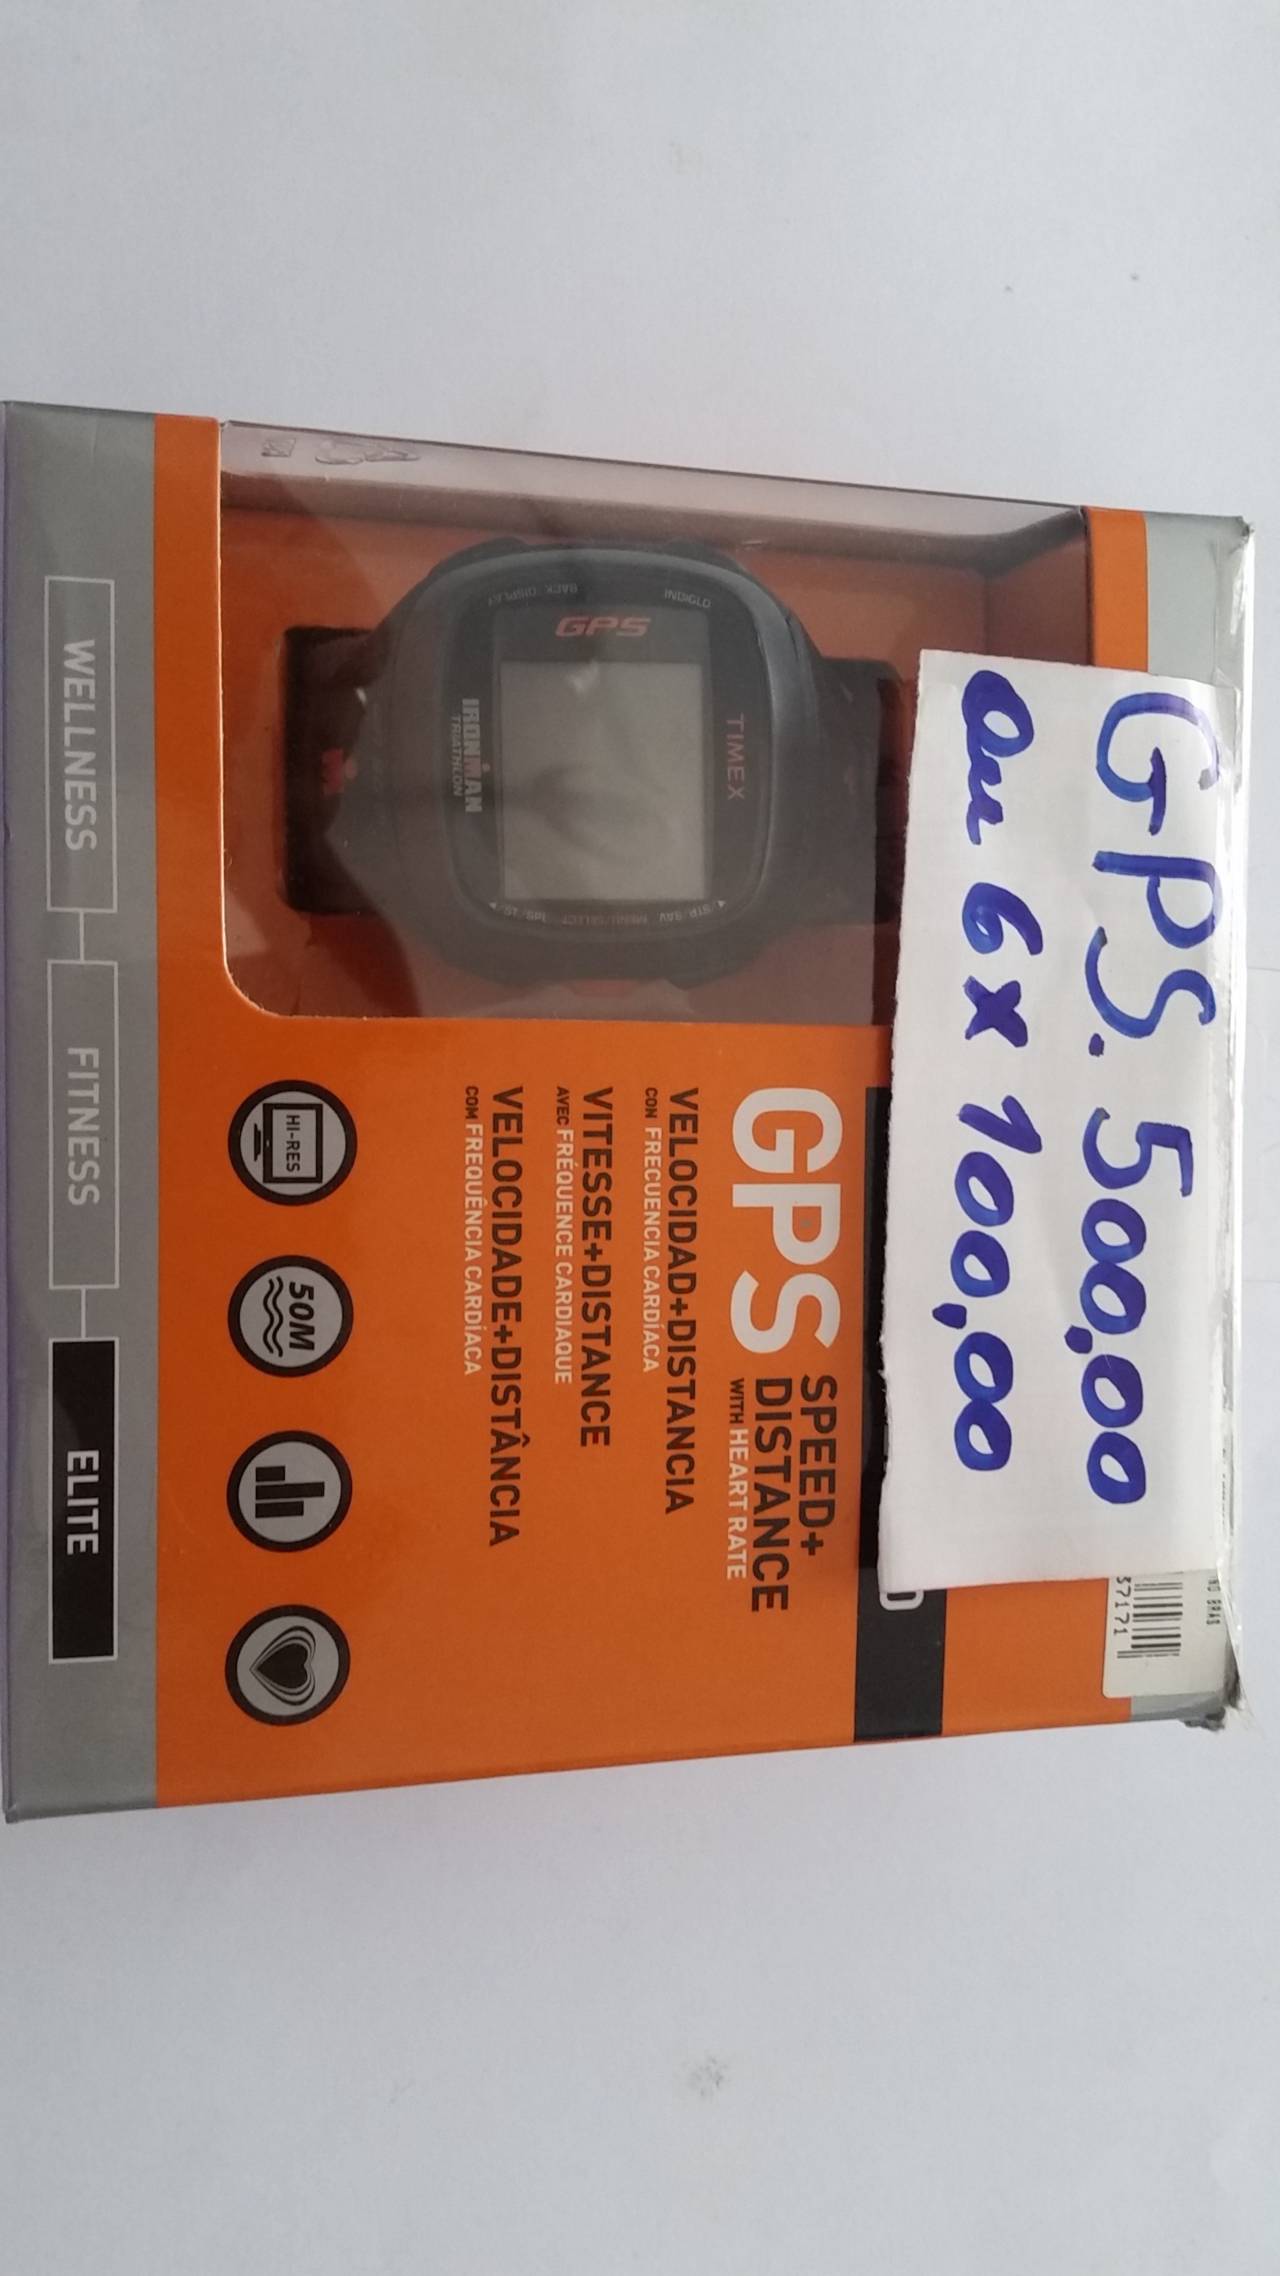 GPS. 500,00
Ou 6x 100,00
37171
TIMEX
INDIGLO
GPS
IRONMAN
TRIATHLON
GPS SPEED+
DISTANCE
WITH HEART RATE
VELOCIDAD+DISTANCIA
CON FRECUENCIA CARDÍACA
VITESSE+DISTANCE
AVEC FRÉQUENCE CARDIAQUE
VELOCIDADE+DISTÂNCIA
COM FREQUÊNCIA CARDÍACA
HI-RES
50M
WELLNESS
FITNESS
ELITE